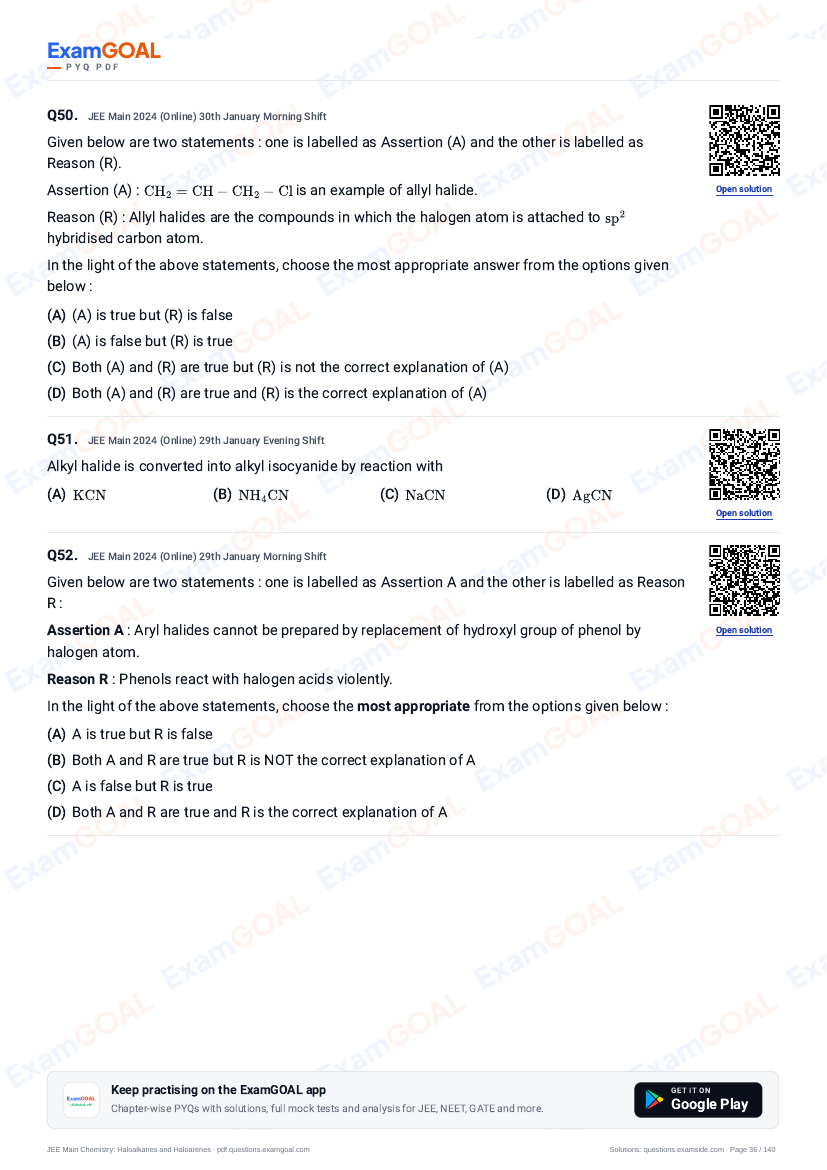 ExamGOAL
PYQ PDF
Q50. JEE Main 2024 (Online) 30th January Morning Shift
Given below are two statements : one is labelled as Assertion (A) and the other is labelled as
Reason (R).
Open solution
Assertion (A) : CH₂ = CH − CH₂ − Cl is an example of allyl halide.
Reason (R) : Allyl halides are the compounds in which the halogen atom is attached to sp²
hybridised carbon atom.
In the light of the above statements, choose the most appropriate answer from the options given
below :
(A) (A) is true but (R) is false
(B) (A) is false but (R) is true
(C) Both (A) and (R) are true but (R) is not the correct explanation of (A)
(D) Both (A) and (R) are true and (R) is the correct explanation of (A)
Q51. JEE Main 2024 (Online) 29th January Evening Shift
Alkyl halide is converted into alkyl isocyanide by reaction with
(A) KCN (B) NH₄CN (C) NaCN (D) AgCN
Open solution
Q52. JEE Main 2024 (Online) 29th January Morning Shift
Given below are two statements : one is labelled as Assertion A and the other is labelled as Reason
R :
Open solution
Assertion A : Aryl halides cannot be prepared by replacement of hydroxyl group of phenol by
halogen atom.
Reason R : Phenols react with halogen acids violently.
In the light of the above statements, choose the most appropriate from the options given below :
(A) A is true but R is false
(B) Both A and R are true but R is NOT the correct explanation of A
(C) A is false but R is true
(D) Both A and R are true and R is the correct explanation of A
ExamGOAL
Keep practising on the ExamGOAL app
Chapter-wise PYQs with solutions, full mock tests and analysis for JEE, NEET, GATE and more.
GET IT ON
Google Play
JEE Main Chemistry: Haloalkanes and Haloarenes · pdf.questions.examgoal.com
Solutions: questions.examside.com · Page 36 / 140